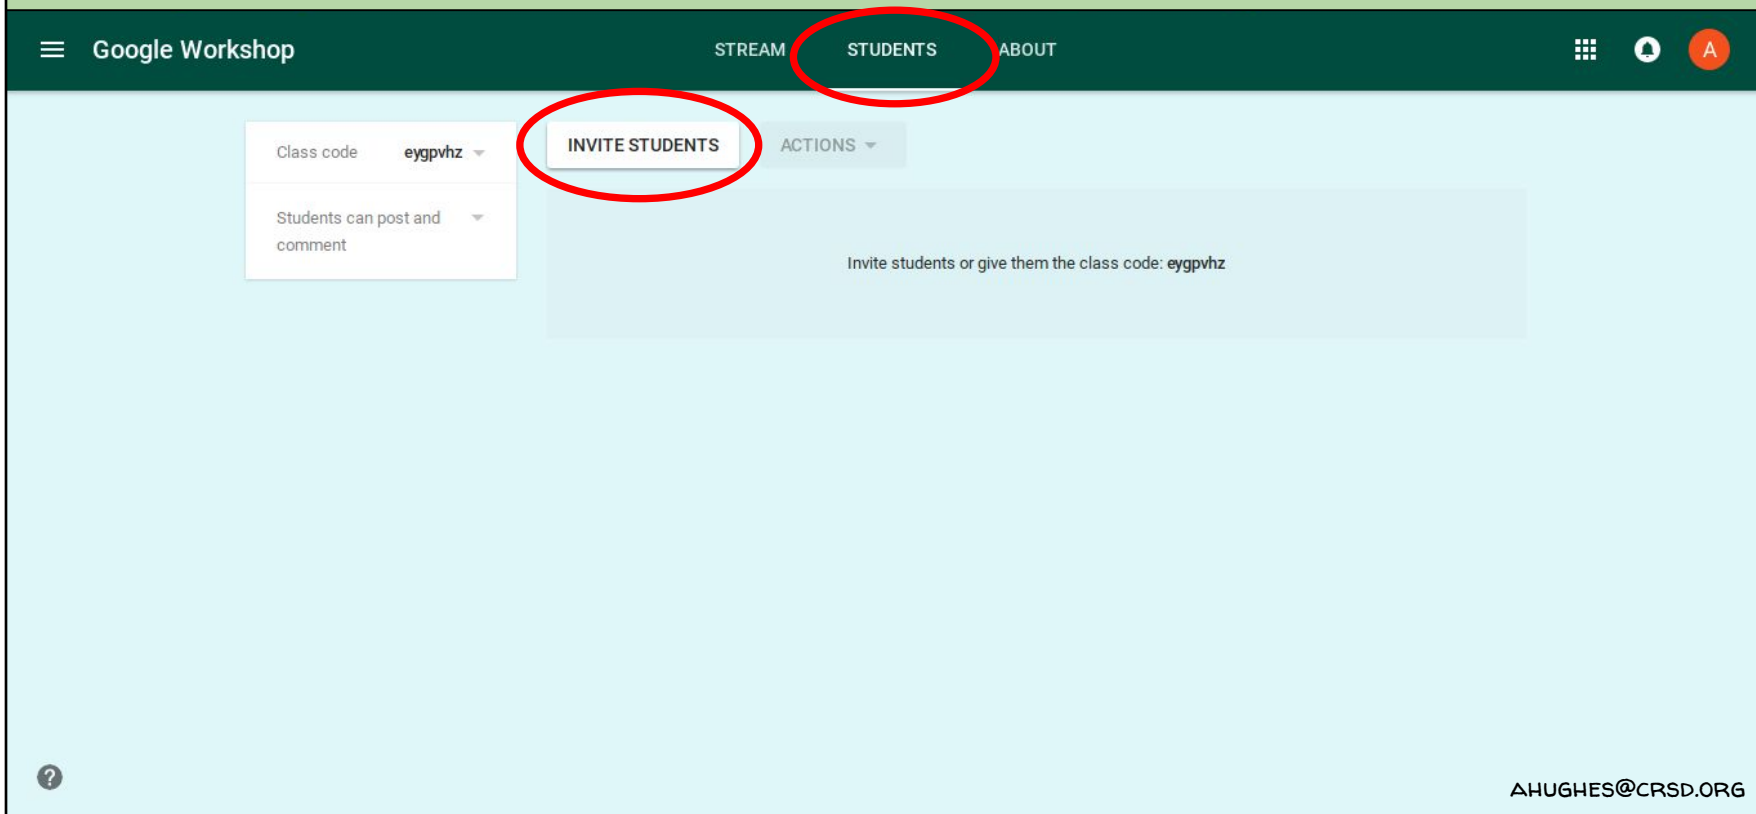 Google Workshop
STREAM
STUDENTS
ABOUT
A
Class code eygpvhz
Students can post and
comment
INVITE STUDENTS
ACTIONS
Invite students or give them the class code: eygpvhz
?
AHUGHES@CRSD.ORG